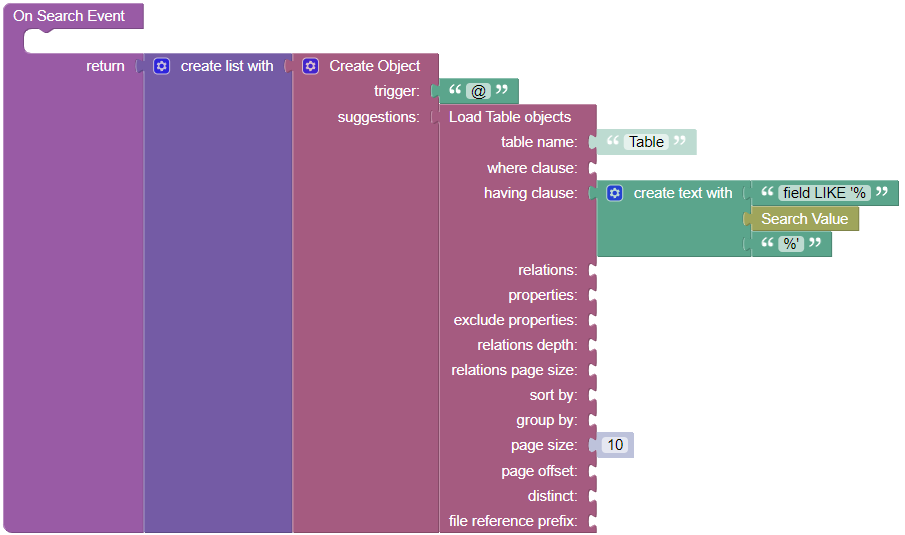 On Search Event
return create list with Create Object
trigger: “ @ ”
suggestions: Load Table objects
table name: “ Table ”
where clause:
having clause: create text with “ field LIKE '% ”
Search Value
“ %' ”
relations:
properties:
exclude properties:
relations depth:
relations page size:
sort by:
group by:
page size: 10
page offset:
distinct:
file reference prefix: